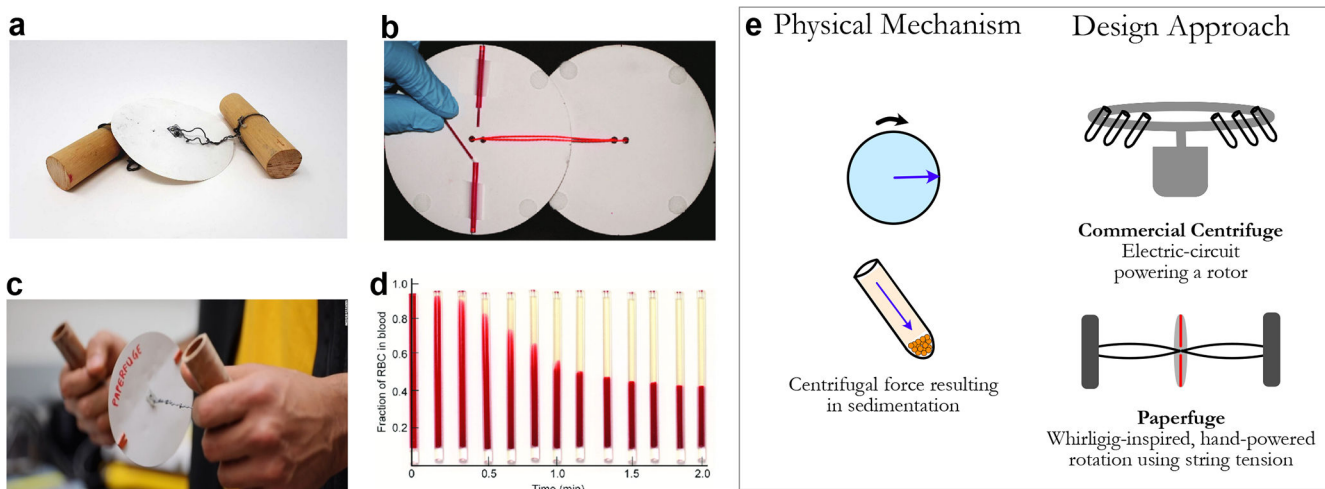 a
b
c
PAPERFUGE
d
Fraction of RBC in blood
1.0
0.8
0.6
0.4
0.2
0
0.5
1.0
1.5
2.0
Time (min)
e
Physical Mechanism
Centrifugal force resulting
in sedimentation
Design Approach
Commercial Centrifuge
Electric-circuit
powering a rotor
Paperfuge
Whirligig-inspired, hand-powered
rotation using string tension